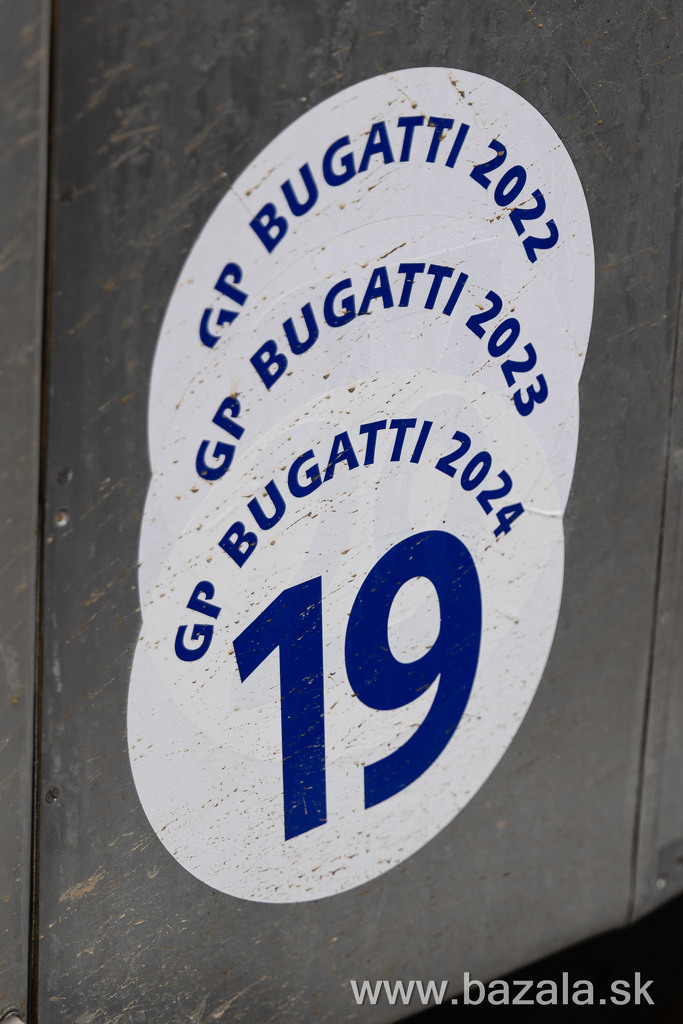 GP BUGATTI 2022
GP BUGATTI 2023
GP BUGATTI 2024
19
www.bazala.sk